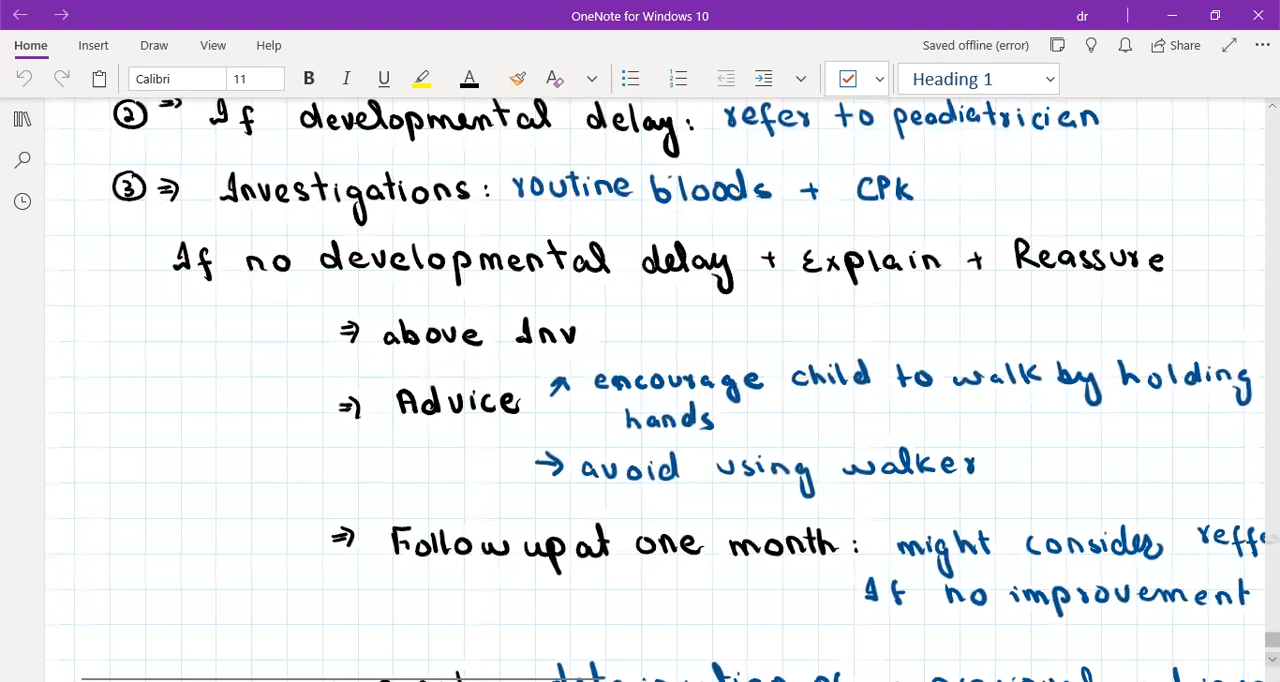 OneNote for Windows 10
dr
Home Insert Draw View Help
Saved offline (error)
Share
Calibri 11 B I U A Heading 1
② ⇒ If developmental delay: refer to peadiatrician
③ ⇒ Investigations: routine bloods + CPK
If no developmental delay + Explain + Reassure
⇒ above Inv
⇒ Advice ↗ encourage child to walk by holding
hands
→ avoid using walker
⇒ Follow up at one month: might consider reffe
If no improvement